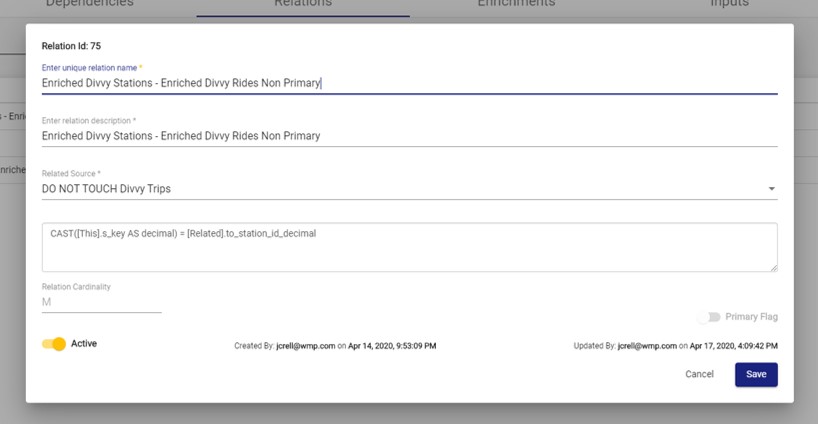 Dependencies Relations Enrichments Inputs
Relation Id: 75
Enter unique relation name *
Enriched Divvy Stations - Enriched Divvy Rides Non Primary
Enter relation description *
Enriched Divvy Stations - Enriched Divvy Rides Non Primary
Related Source *
DO NOT TOUCH Divvy Trips
CAST([This].s_key AS decimal) = [Related].to_station_id_decimal
Relation Cardinality
M
Primary Flag
Active Created By: jcrell@wmp.com on Apr 14, 2020, 9:53:09 PM Updated By: jcrell@wmp.com on Apr 17, 2020, 4:09:42 PM
Cancel Save